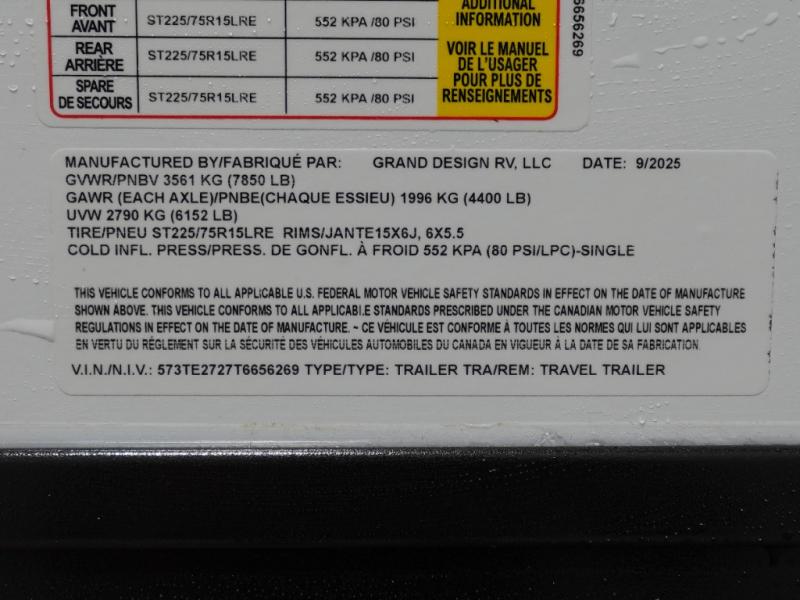 FRONT AVANT ST225/75R15LRE 552 KPA /80 PSI
REAR ARRIÈRE ST225/75R15LRE 552 KPA /80 PSI
SPARE DE SECOURS ST225/75R15LRE 552 KPA /80 PSI
ADDITIONAL
INFORMATION
VOIR LE MANUEL
DE L'USAGER
POUR PLUS DE
RENSEIGNEMENTS
6656269
MANUFACTURED BY/FABRIQUÉ PAR: GRAND DESIGN RV, LLC DATE: 9/2025
GVWR/PNBV 3561 KG (7850 LB)
GAWR (EACH AXLE)/PNBE(CHAQUE ESSIEU) 1996 KG (4400 LB)
UVW 2790 KG (6152 LB)
TIRE/PNEU ST225/75R15LRE RIMS/JANTE15X6J, 6X5.5
COLD INFL. PRESS/PRESS. DE GONFL. À FROID 552 KPA (80 PSI/LPC)-SINGLE
THIS VEHICLE CONFORMS TO ALL APPLICABLE U.S. FEDERAL MOTOR VEHICLE SAFETY STANDARDS IN EFFECT ON THE DATE OF MANUFACTURE
SHOWN ABOVE. THIS VEHICLE CONFORMS TO ALL APPLICABLE STANDARDS PRESCRIBED UNDER THE CANADIAN MOTOR VEHICLE SAFETY
REGULATIONS IN EFFECT ON THE DATE OF MANUFACTURE. ~ CE VÉHICULE EST CONFORME À TOUTES LES NORMES QUI LUI SONT APPLICABLES
EN VERTU DU RÉGLEMENT SUR LA SÉCURITÉ DES VÉHICULES AUTOMOBILES DU CANADA EN VIGUEUR À LA DATE DE SA FABRICATION.
V.I.N./N.I.V.: 573TE2727T6656269 TYPE/TYPE: TRAILER TRA/REM: TRAVEL TRAILER